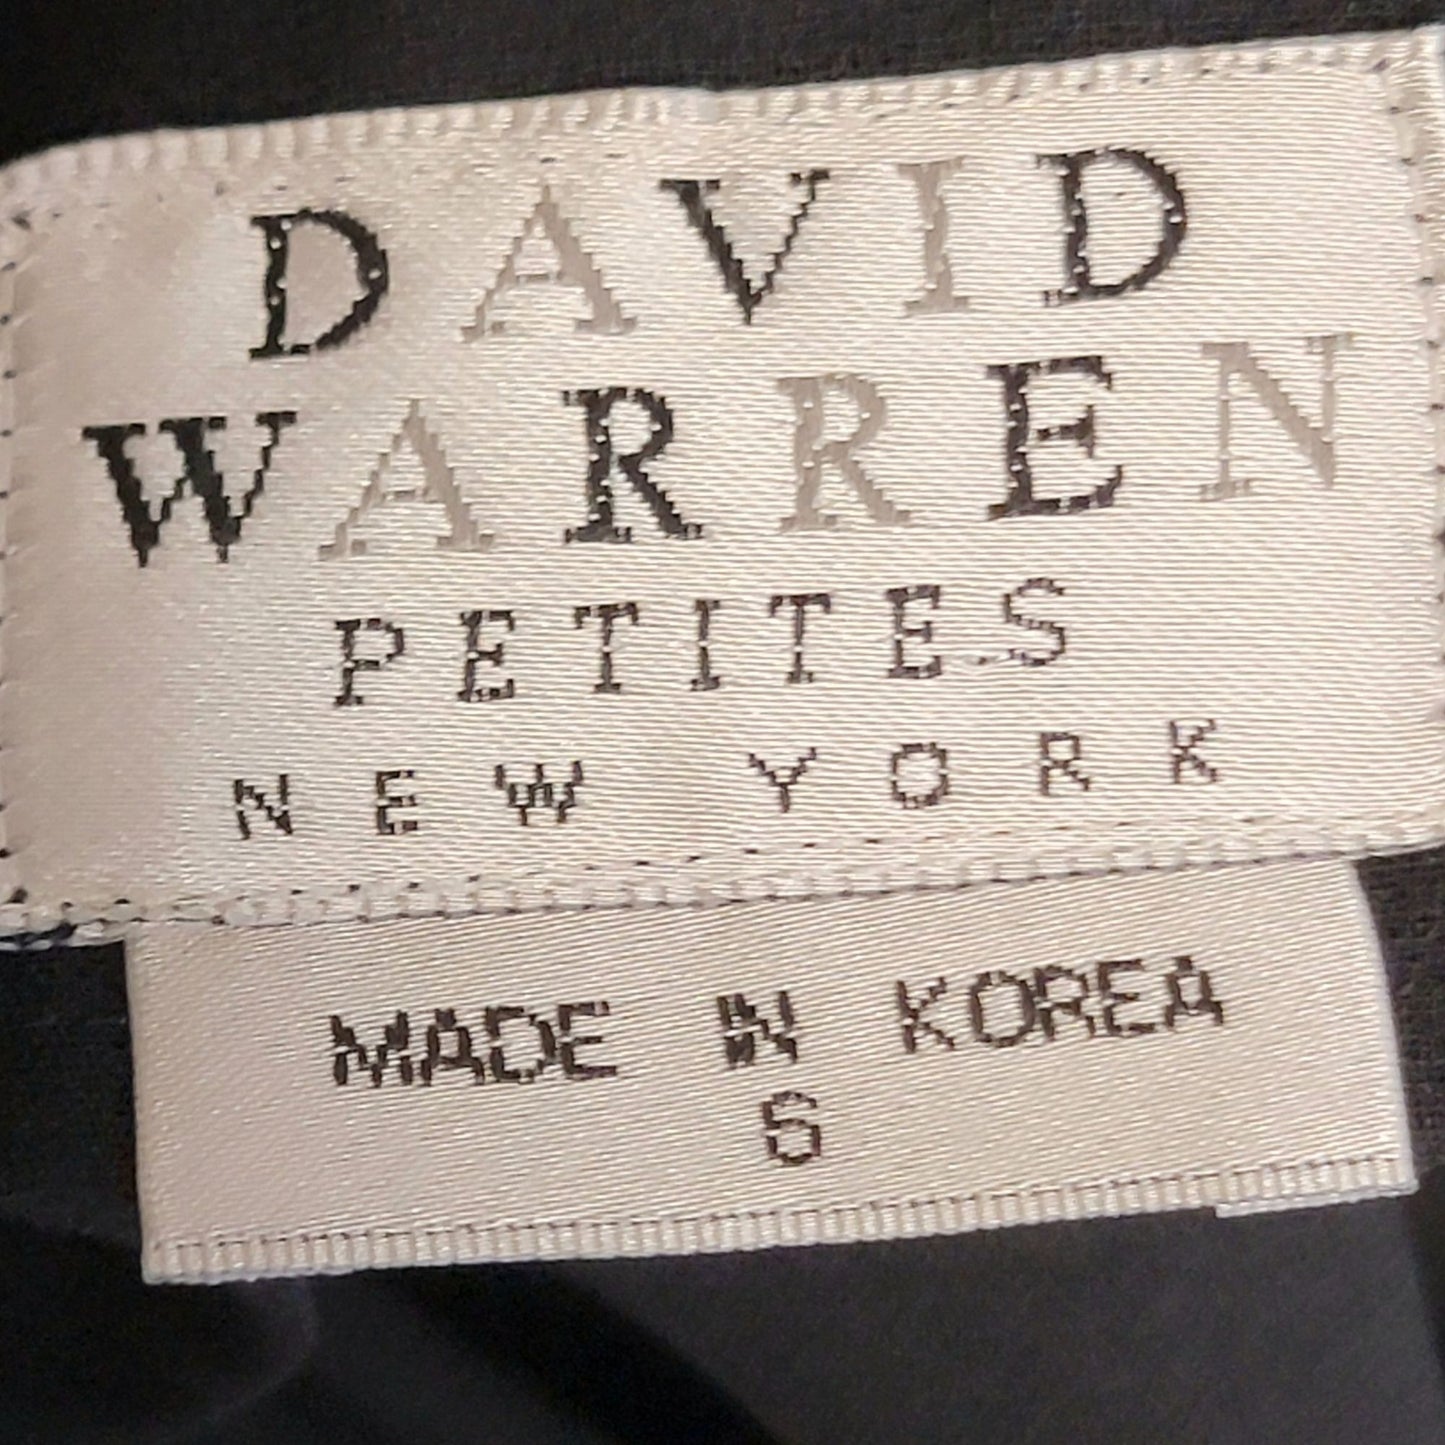 DAVID
WARREN
PETITES
NEW YORK
MADE IN KOREA
6